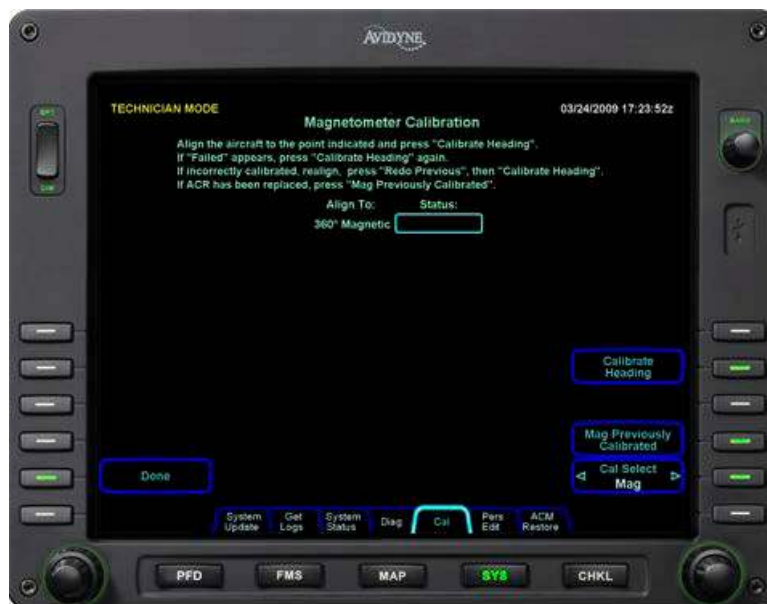 AVIDYNE
TECHNICIAN MODE
03/24/2009 17:23:52z
Magnetometer Calibration
Align the aircraft to the point indicated and press "Calibrate Heading".
If "Failed" appears, press "Calibrate Heading" again.
If incorrectly calibrated, realign, press "Redo Previous", then "Calibrate Heading".
If ACR has been replaced, press "Mag Previously Calibrated".
Align To: Status:
360° Magnetic
Calibrate
Heading
Mag Previously
Calibrated
Done
Cal Select
Mag
System
Update
Get
Logs
System
Status
Diag
Cal
Pers
Edit
ACM
Restore
PFD
FMS
MAP
SYS
CHKL